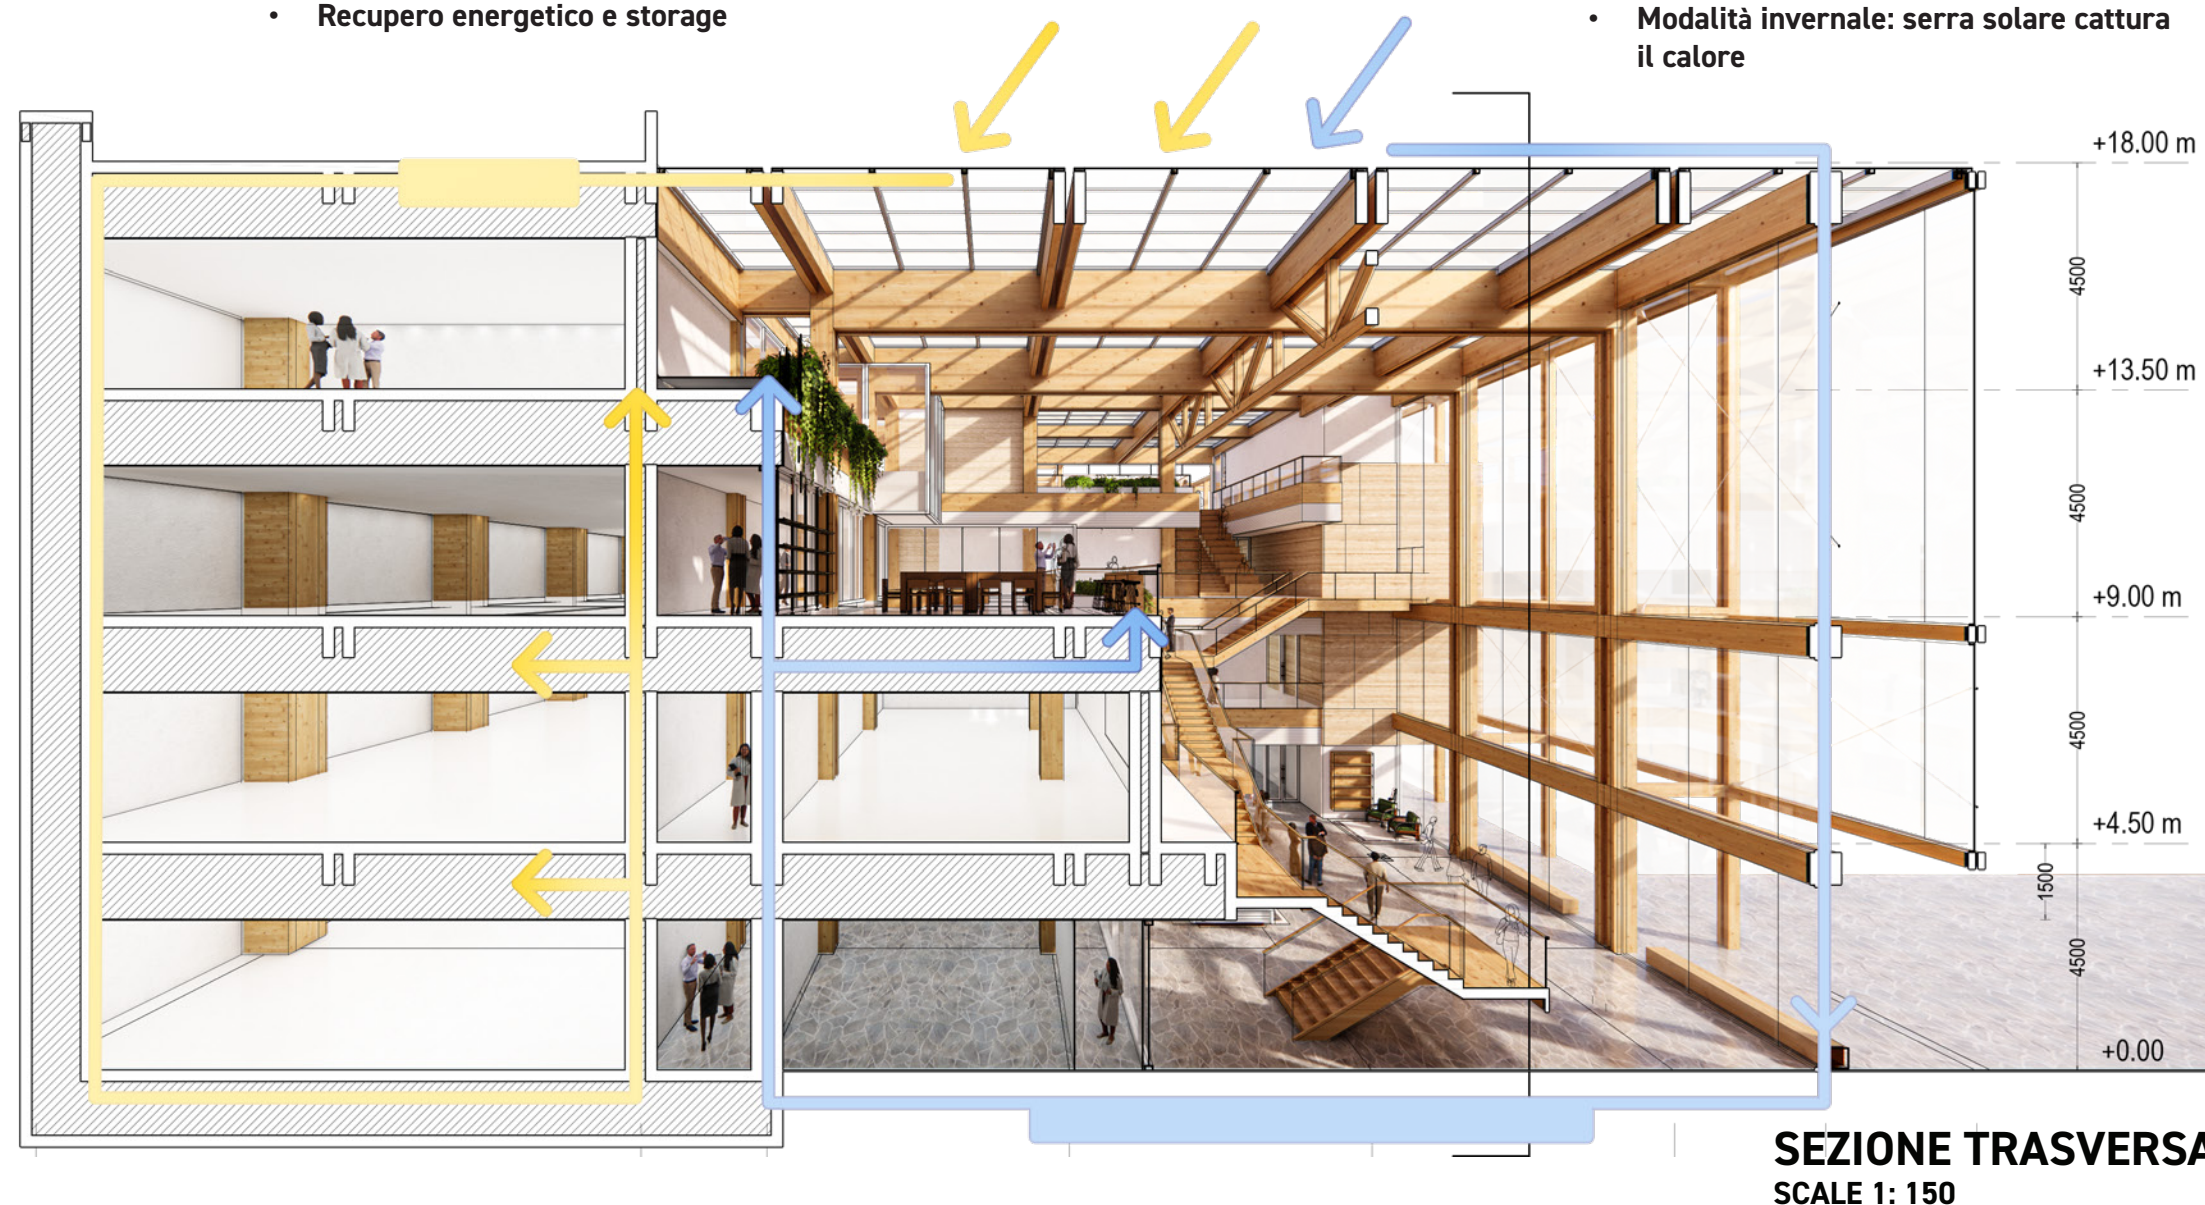 • Recupero energetico e storage
• Modalità invernale: serra solare cattura
il calore
+18.00 m
4500
+13.50 m
4500
+9.00 m
4500
+4.50 m
1500
4500
+0.00
SEZIONE TRASVERSA
SCALE 1: 150